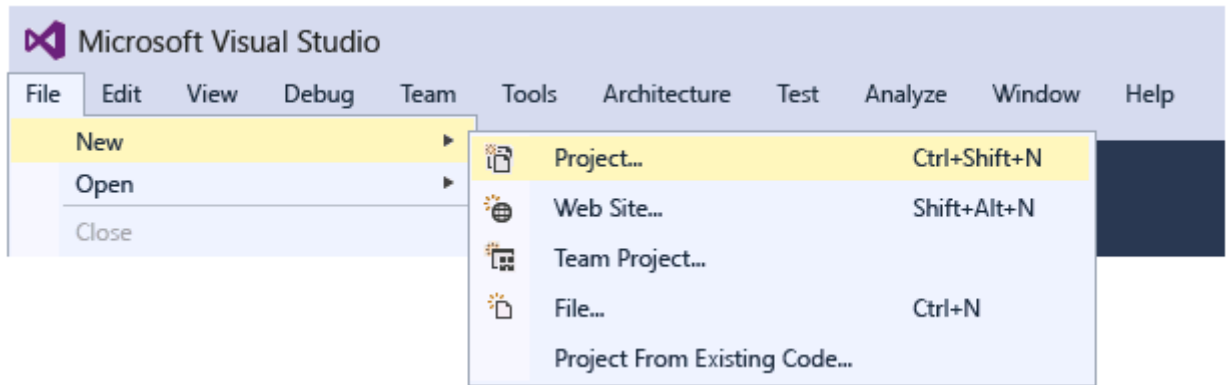 Microsoft Visual Studio
File Edit View Debug Team Tools Architecture Test Analyze Window Help
New
Project... Ctrl+Shift+N
Open
Web Site... Shift+Alt+N
Close
Team Project...
File... Ctrl+N
Project From Existing Code...